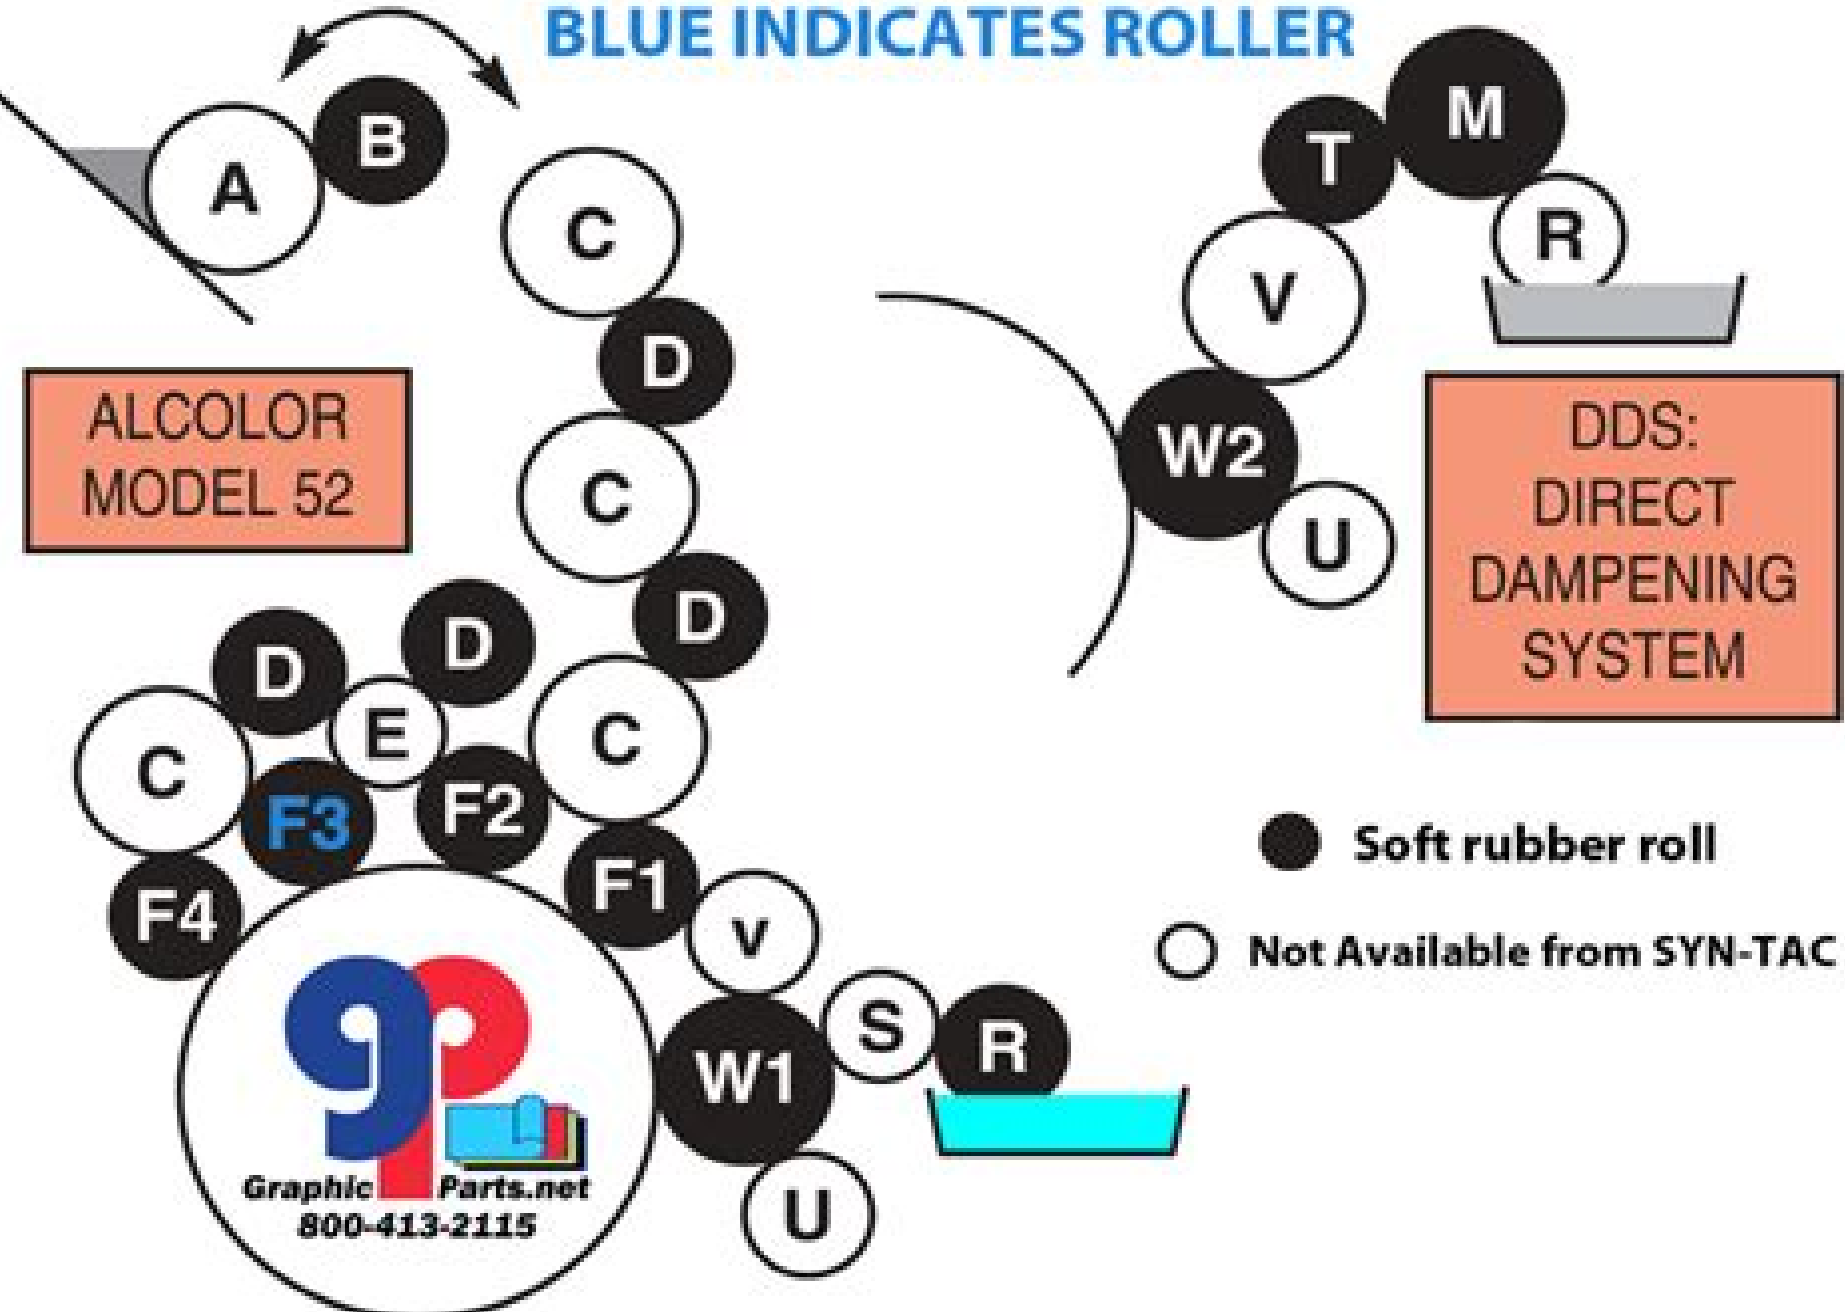 BLUE INDICATES ROLLER
A
B
C
D
C
D
D
D
E
C
C
F3
F2
F1
F4
v
W1
S
R
U
M
T
R
V
W2
U
ALCOLOR
MODEL 52
DDS:
DIRECT
DAMPENING
SYSTEM
Soft rubber roll
Not Available from SYN-TAC
gp
Graphic Parts.net
800-413-2115